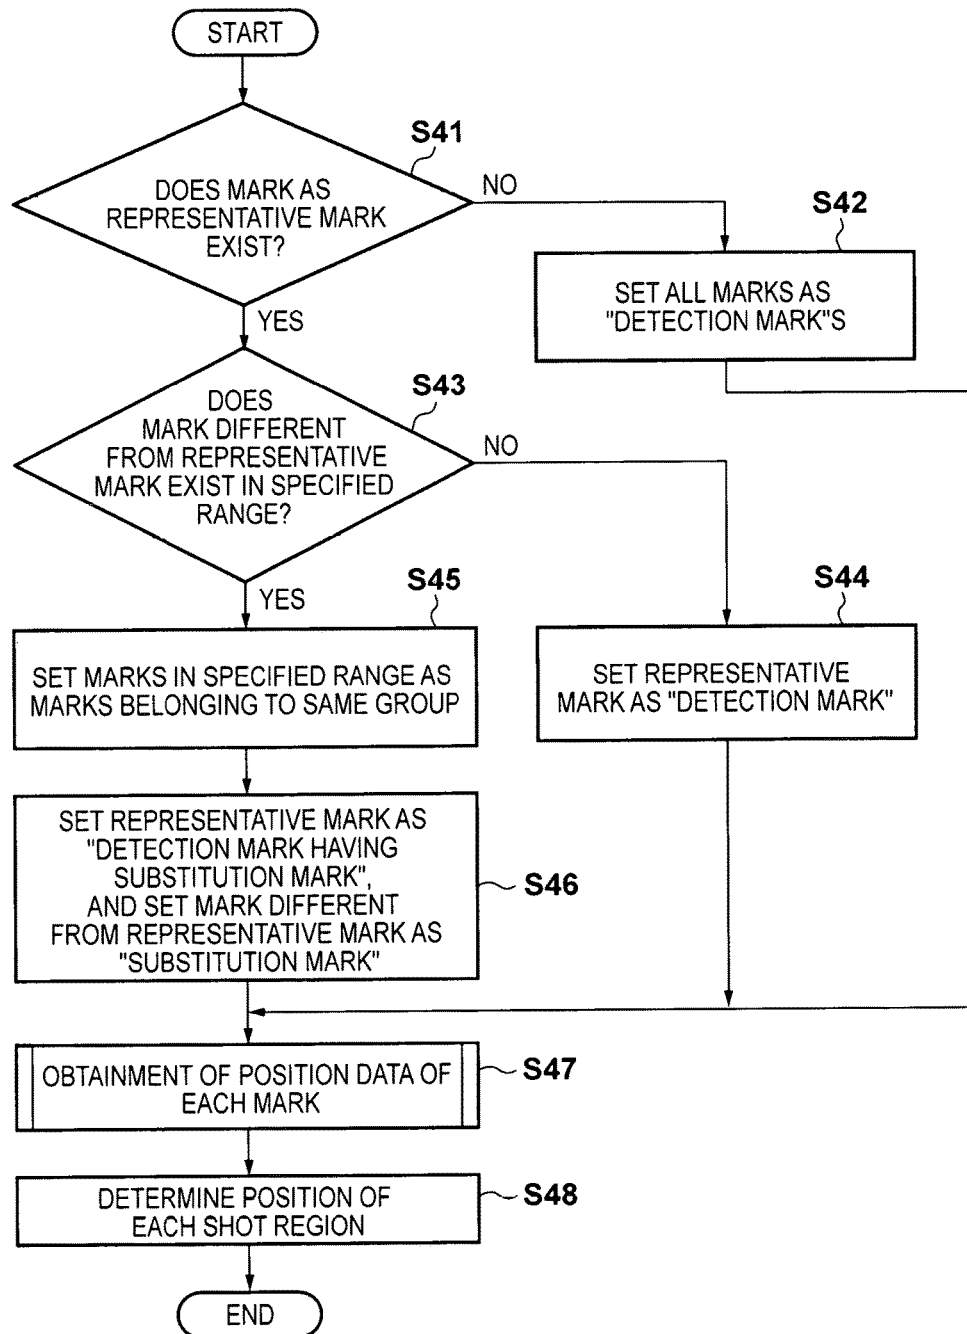 START
S41
DOES MARK AS
REPRESENTATIVE MARK
EXIST?
NO
S42
SET ALL MARKS AS
"DETECTION MARK"S
YES
S43
DOES
MARK DIFFERENT
FROM REPRESENTATIVE
MARK EXIST IN SPECIFIED
RANGE?
NO
S44
SET REPRESENTATIVE
MARK AS "DETECTION MARK"
YES
S45
SET MARKS IN SPECIFIED RANGE AS
MARKS BELONGING TO SAME GROUP
SET REPRESENTATIVE MARK AS
"DETECTION MARK HAVING
SUBSTITUTION MARK",
AND SET MARK DIFFERENT
FROM REPRESENTATIVE MARK AS
"SUBSTITUTION MARK"
S46
OBTAINMENT OF POSITION DATA OF
EACH MARK
S47
DETERMINE POSITION OF
EACH SHOT REGION
S48
END